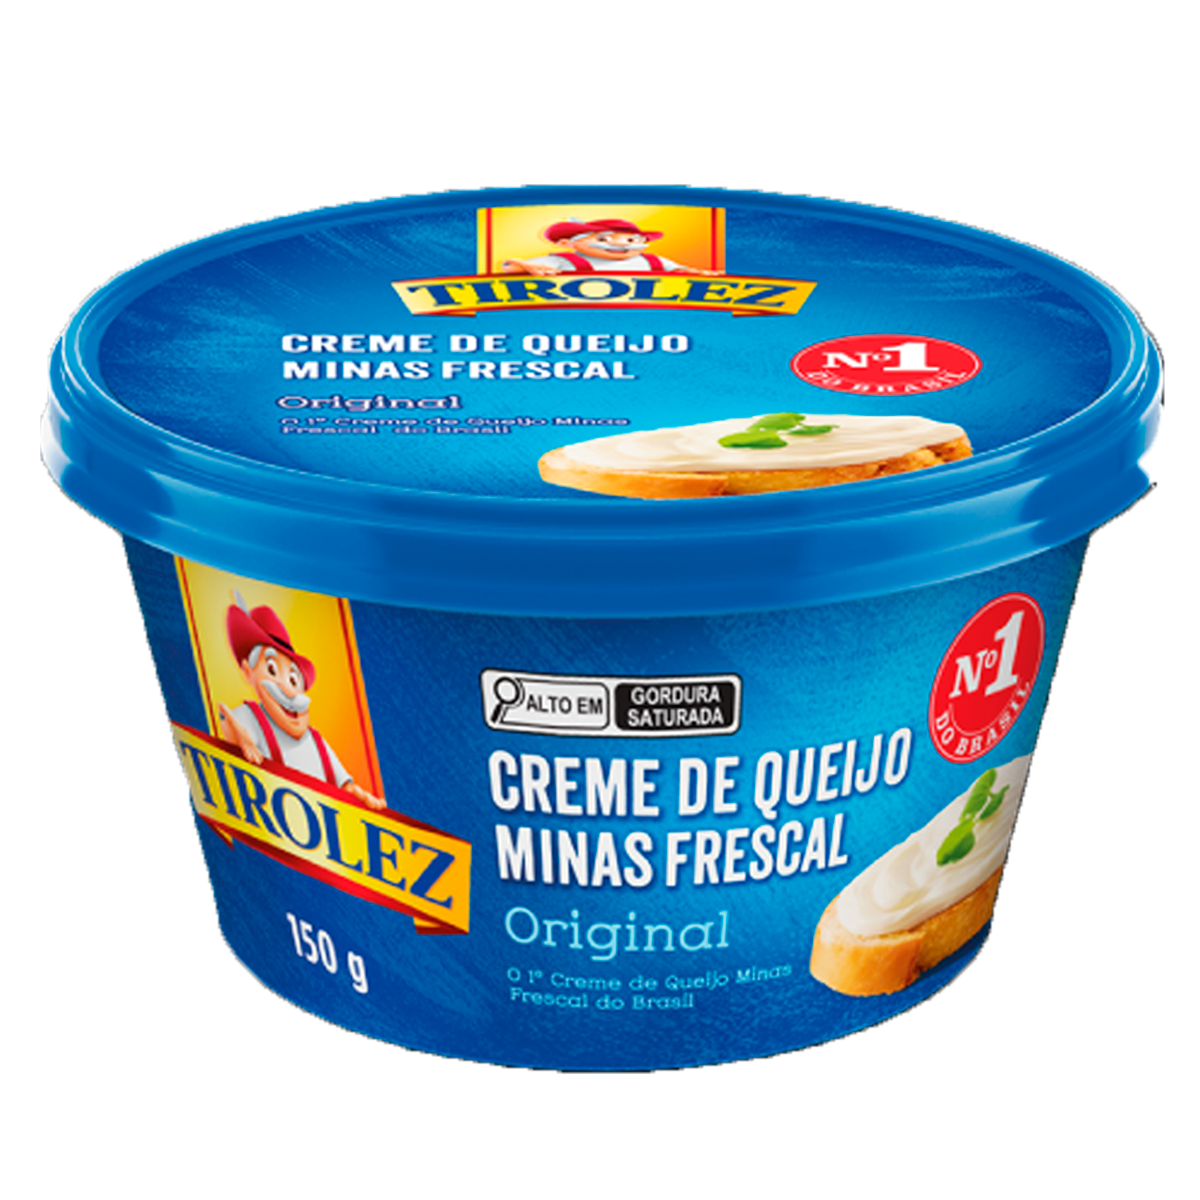 TIROLEZ
CREME DE QUEIJO
MINAS FRESCAL
Original
O 1º Creme de Queijo Minas
Frescal do Brasil
Nº1
DO BRASIL
TIROLEZ
150 g
ALTO EM
GORDURA
SATURADA
CREME DE QUEIJO
MINAS FRESCAL
Original
O 1º Creme de Queijo Minas
Frescal do Brasil
Nº1
DO BRASIL